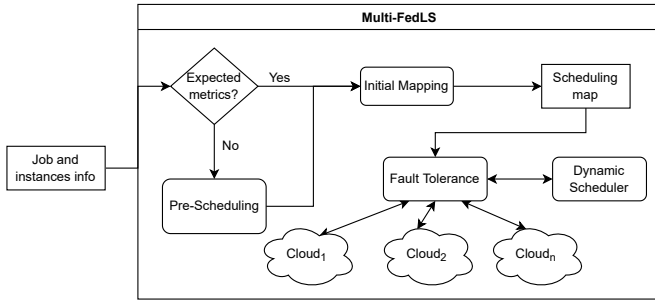 Multi-FedLS
Expected
metrics?
Yes
Initial Mapping
Scheduling
map
No
Job and
instances info
Pre-Scheduling
Fault Tolerance
Dynamic
Scheduler
Cloud1
Cloud2
Cloudn